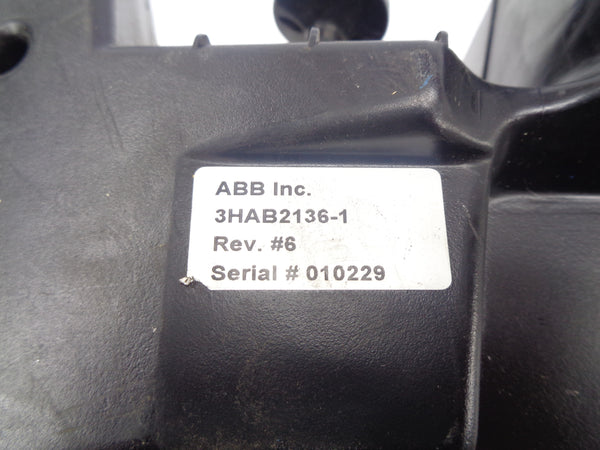 ABB Inc.
3HAB2136-1
Rev. #6
Serial # 010229